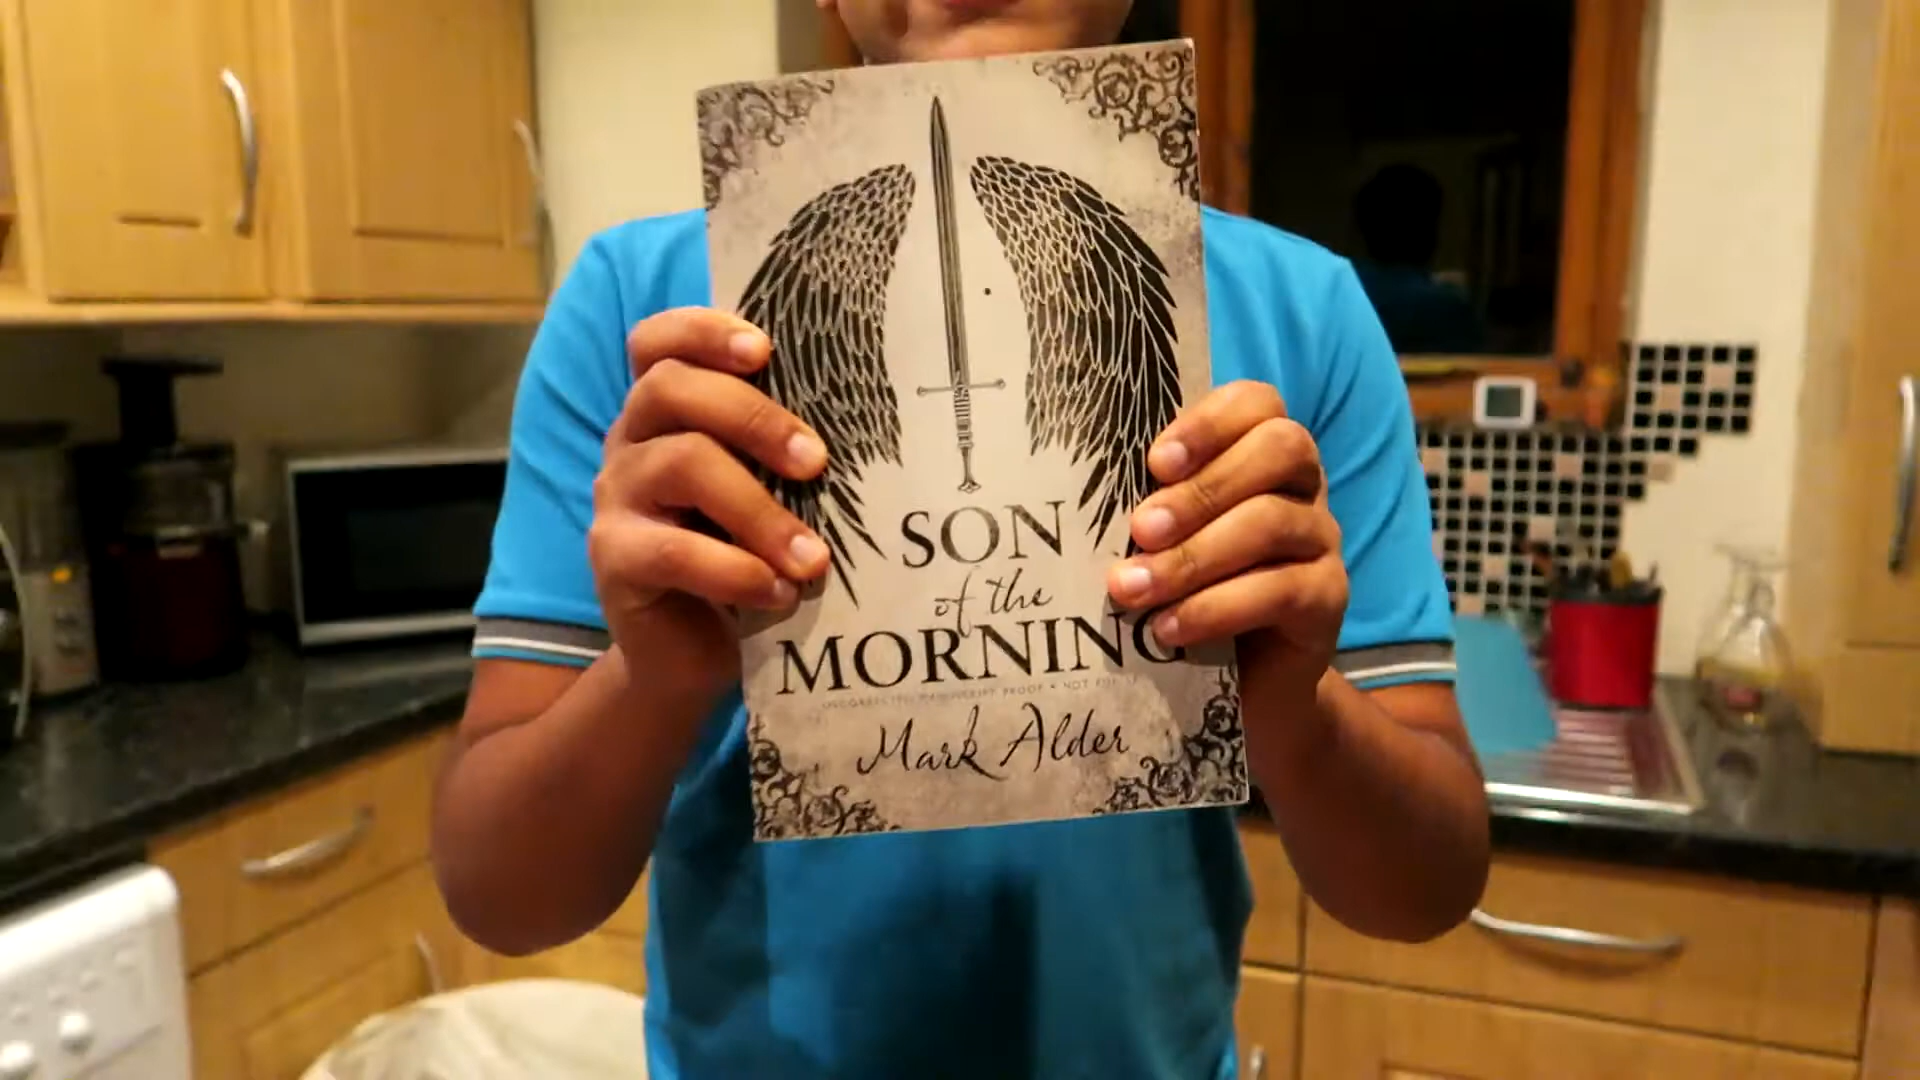 SON
of the
MORNING
UNCORRECTED MANUSCRIPT PROOF • NOT FOR
Mark Alder